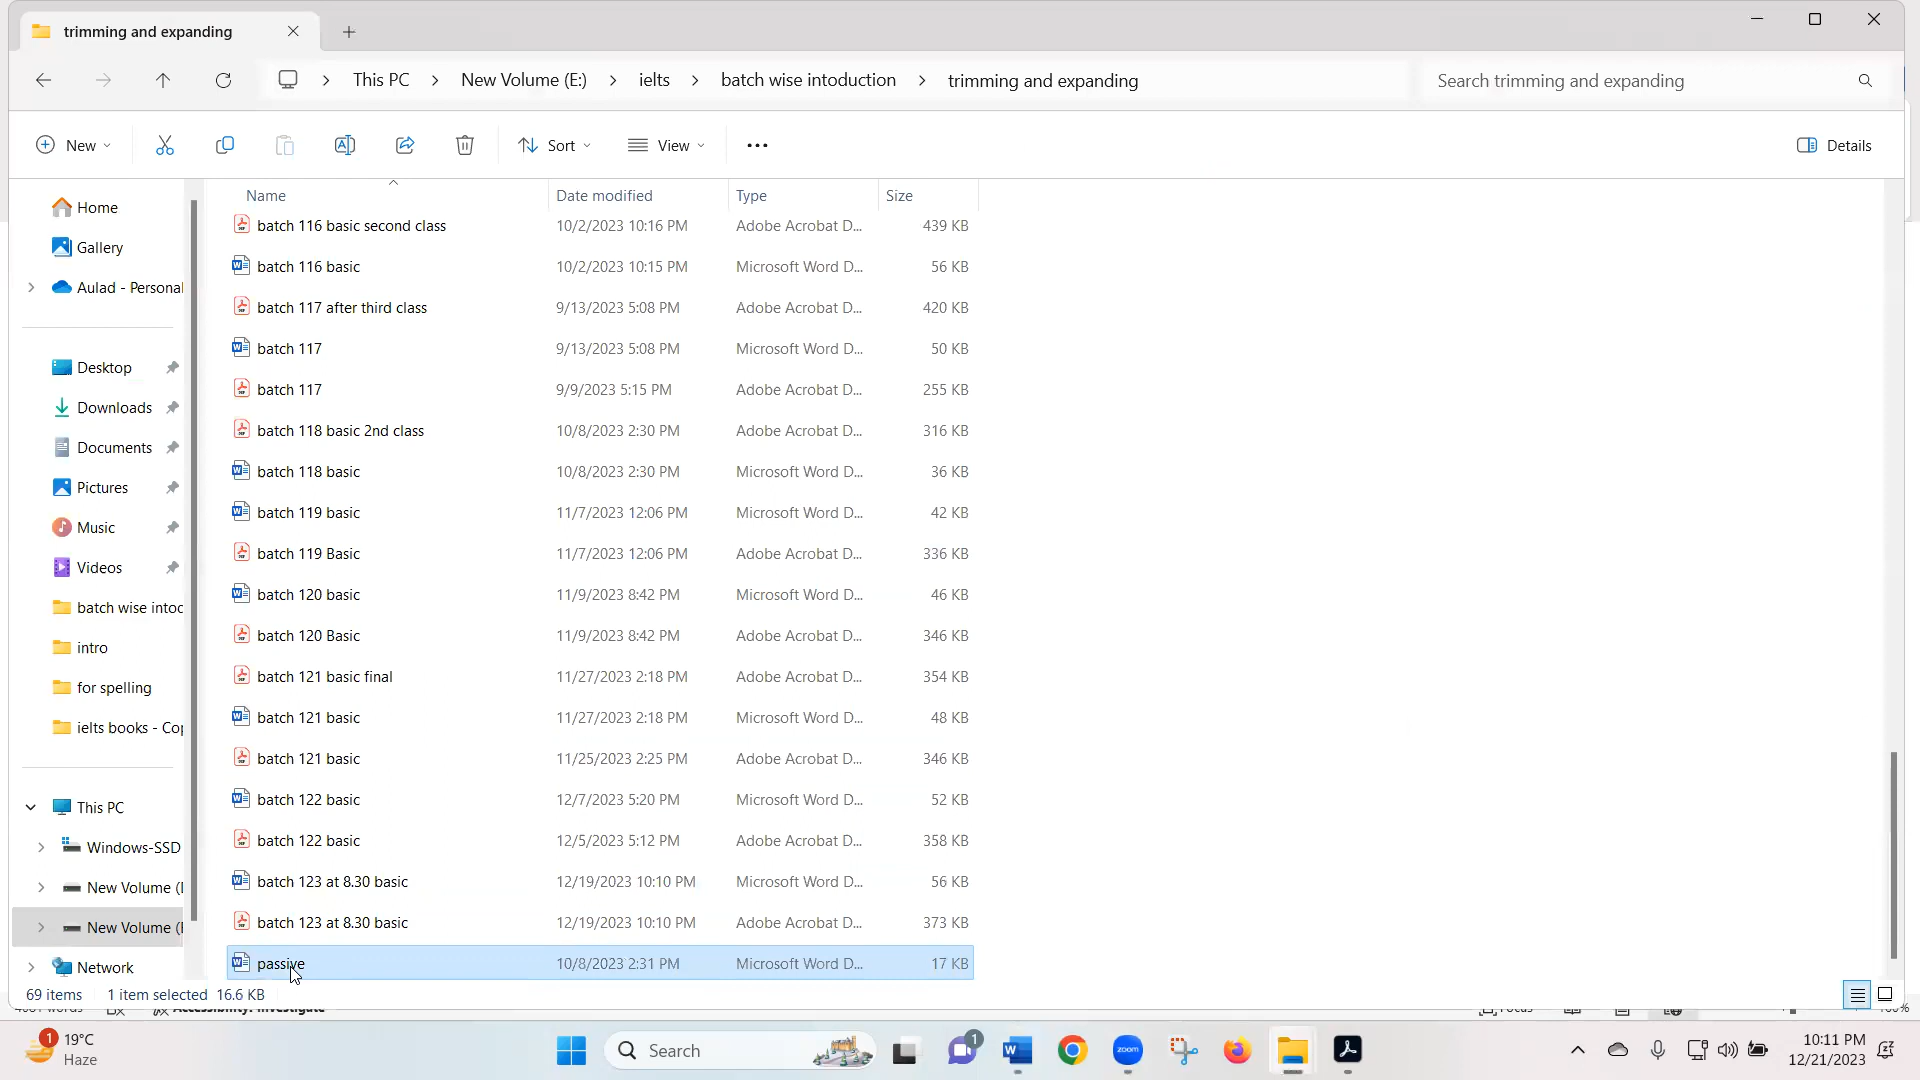 trimming and expanding
This PC > New Volume (E:) > ielts > batch wise intoduction > trimming and expanding
Search trimming and expanding
New
Sort
View
Details
Name Date modified Type Size
Home
Gallery
Aulad - Personal
Desktop
Downloads
Documents
Pictures
Music
Videos
batch wise intoc
intro
for spelling
ielts books - Cop
This PC
Windows-SSD
New Volume (D
New Volume (E
Network
batch 116 basic second class 10/2/2023 10:16 PM Adobe Acrobat D... 439 KB
batch 116 basic 10/2/2023 10:15 PM Microsoft Word D... 56 KB
batch 117 after third class 9/13/2023 5:08 PM Adobe Acrobat D... 420 KB
batch 117 9/13/2023 5:08 PM Microsoft Word D... 50 KB
batch 117 9/9/2023 5:15 PM Adobe Acrobat D... 255 KB
batch 118 basic 2nd class 10/8/2023 2:30 PM Adobe Acrobat D... 316 KB
batch 118 basic 10/8/2023 2:30 PM Microsoft Word D... 36 KB
batch 119 basic 11/7/2023 12:06 PM Microsoft Word D... 42 KB
batch 119 Basic 11/7/2023 12:06 PM Adobe Acrobat D... 336 KB
batch 120 basic 11/9/2023 8:42 PM Microsoft Word D... 46 KB
batch 120 Basic 11/9/2023 8:42 PM Adobe Acrobat D... 346 KB
batch 121 basic final 11/27/2023 2:18 PM Adobe Acrobat D... 354 KB
batch 121 basic 11/27/2023 2:18 PM Microsoft Word D... 48 KB
batch 121 basic 11/25/2023 2:25 PM Adobe Acrobat D... 346 KB
batch 122 basic 12/7/2023 5:20 PM Microsoft Word D... 52 KB
batch 122 basic 12/5/2023 5:12 PM Adobe Acrobat D... 358 KB
batch 123 at 8.30 basic 12/19/2023 10:10 PM Microsoft Word D... 56 KB
batch 123 at 8.30 basic 12/19/2023 10:10 PM Adobe Acrobat D... 373 KB
passive 10/8/2023 2:31 PM Microsoft Word D... 17 KB
69 items 1 item selected 16.6 KB
Accessibility: Investigate
Focus
1
19°C
Haze
Search
1
zoom
10:11 PM
12/21/2023